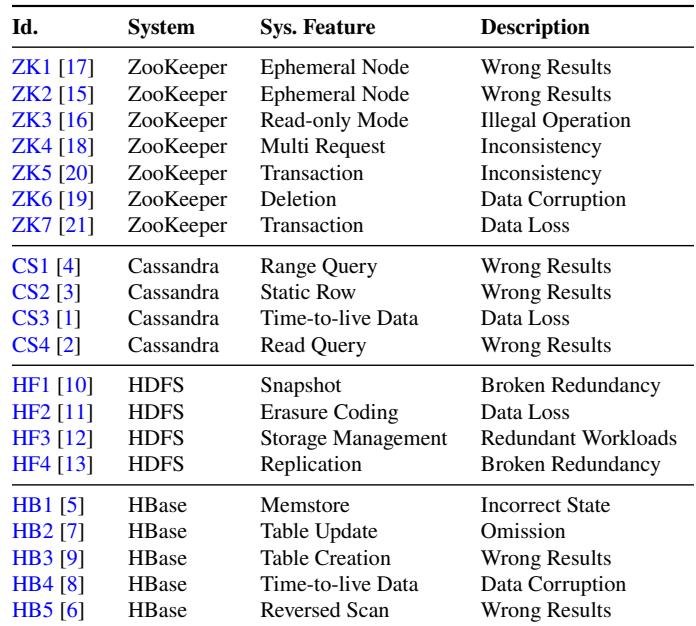 Id. System Sys. Feature Description
ZK1 [17] ZooKeeper Ephemeral Node Wrong Results
ZK2 [15] ZooKeeper Ephemeral Node Wrong Results
ZK3 [16] ZooKeeper Read-only Mode Illegal Operation
ZK4 [18] ZooKeeper Multi Request Inconsistency
ZK5 [20] ZooKeeper Transaction Inconsistency
ZK6 [19] ZooKeeper Deletion Data Corruption
ZK7 [21] ZooKeeper Transaction Data Loss
CS1 [4] Cassandra Range Query Wrong Results
CS2 [3] Cassandra Static Row Wrong Results
CS3 [1] Cassandra Time-to-live Data Data Loss
CS4 [2] Cassandra Read Query Wrong Results
HF1 [10] HDFS Snapshot Broken Redundancy
HF2 [11] HDFS Erasure Coding Data Loss
HF3 [12] HDFS Storage Management Redundant Workloads
HF4 [13] HDFS Replication Broken Redundancy
HB1 [5] HBase Memstore Incorrect State
HB2 [7] HBase Table Update Omission
HB3 [9] HBase Table Creation Wrong Results
HB4 [8] HBase Time-to-live Data Data Corruption
HB5 [6] HBase Reversed Scan Wrong Results